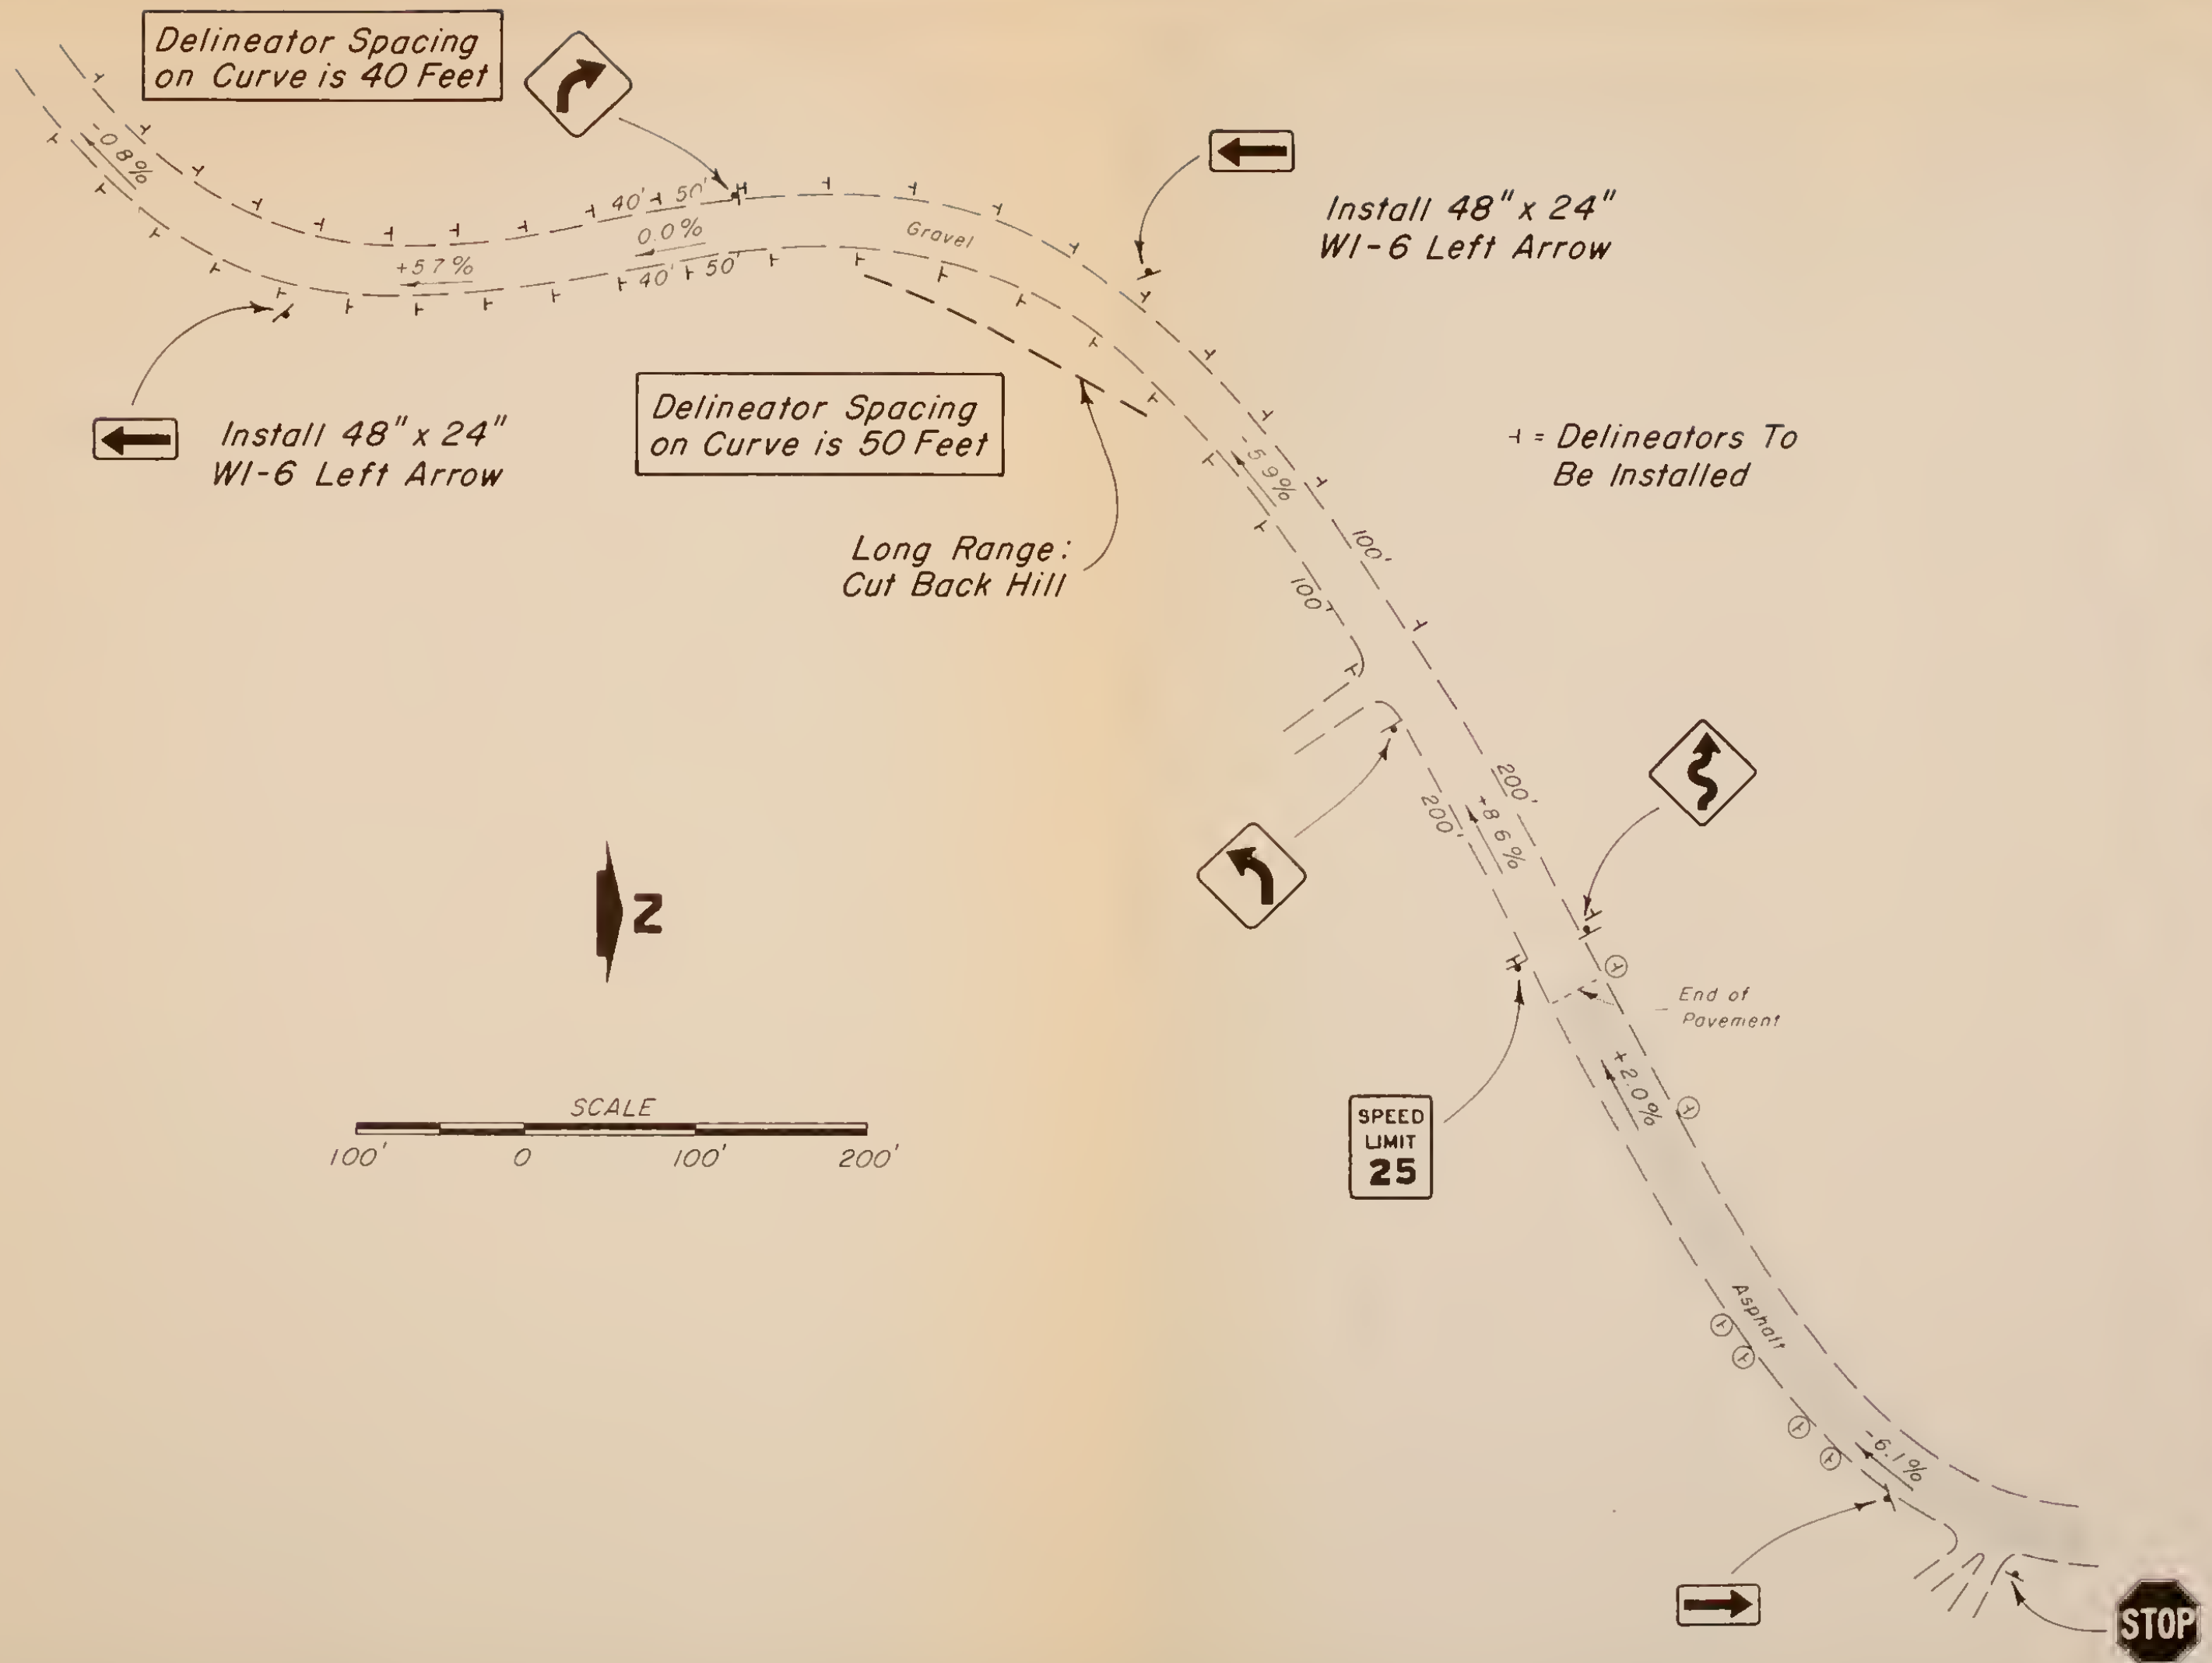 Delineator Spacing
on Curve is 40 Feet
-0.8%
+5.7%
40' 50'
0.0%
40' 50'
Gravel
Install 48" x 24"
W1-6 Left Arrow
Install 48" x 24"
W1-6 Left Arrow
Delineator Spacing
on Curve is 50 Feet
= Delineators To
Be Installed
-5.9%
Long Range:
Cut Back Hill
100'
100'
200'
200'
+8.6%
N
End of
Pavement
+2.0%
SPEED
LIMIT
25
SCALE
100' 0 100' 200'
Asphalt
-6.1%
STOP